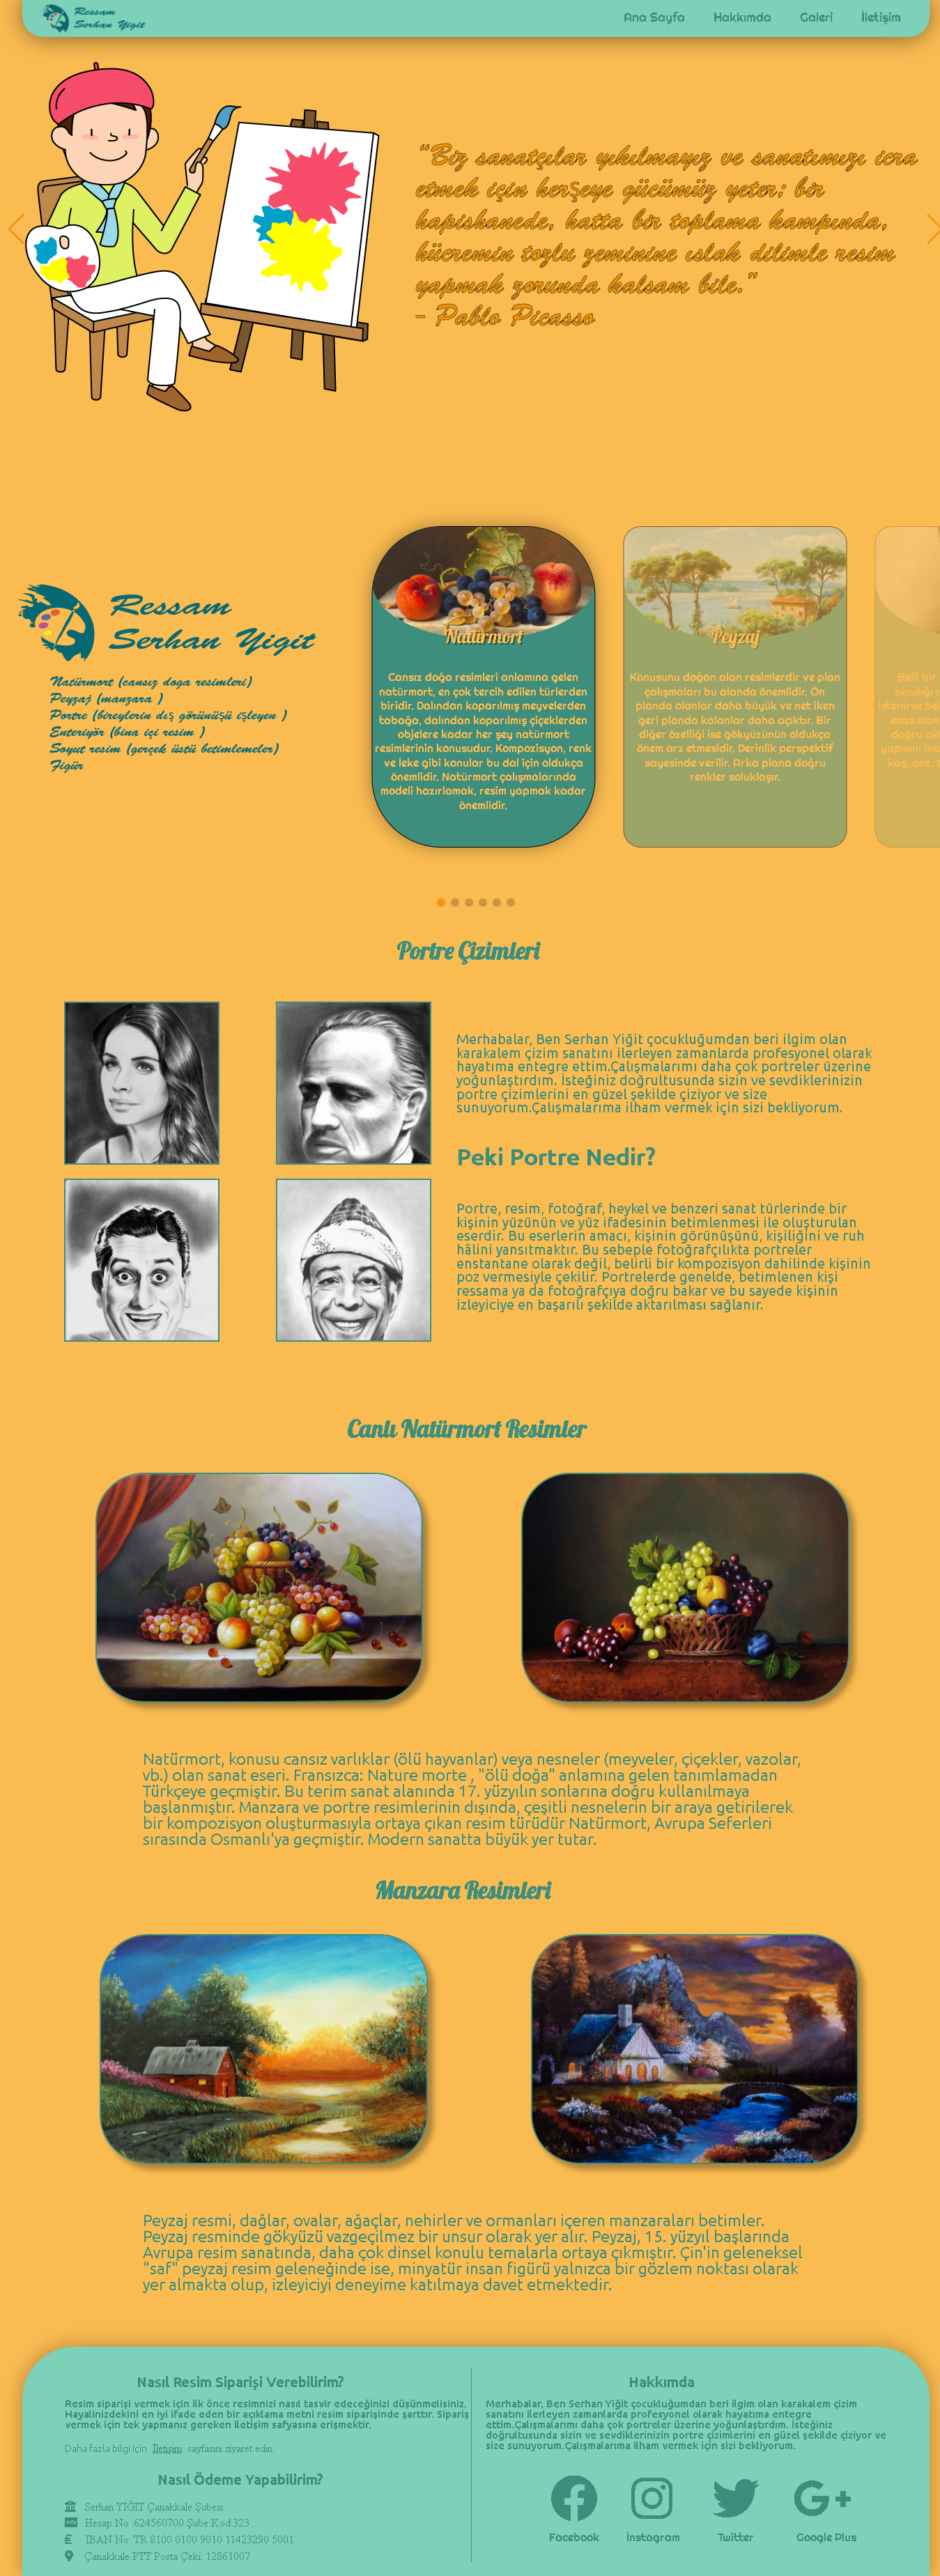 Ressam
Serhan Yigit
Ana Sayfa
Hakkımda
Galeri
İletişim
“Biz sanatçılar yıkılmayız ve sanatımızı icra
etmek için herşeye gücümüz yeter; bir
hapishanede, hatta bir toplama kampında,
hücremin tozlu zeminine ıslak dilimle resim
yapmak zorunda kalsam bile.”
- Pablo Picasso
Ressam
Serhan Yigit
Natürmort (cansız doga resimleri)
Peyzaj (manzara )
Portre (bireylerin dış görünüşü işleyen )
Enteriyör (bina içi resim )
Soyut resim (gerçek üstü betimlemeler)
Figür
Natürmort
Cansız doğa resimleri anlamına gelen
natürmort, en çok tercih edilen türlerden
biridir. Dalından koparılmış meyvelerden
tabağa, dalından koparılmış çiçeklerden
objelere kadar her şey natürmort
resimlerinin konusudur. Kompozisyon, renk
ve leke gibi konular bu dal için oldukça
önemlidir. Natürmort çalışmalarında
modeli hazırlamak, resim yapmak kadar
önemlidir.
Peyzaj
Konusunu doğan alan resimlerdir ve plan
çalışmaları bu alanda önemlidir. Ön
planda olanlar daha büyük ve net iken
geri planda kalanlar daha açıktır. Bir
diğer özelliği ise gökyüzünün oldukça
önem arz etmesidir. Derinlik perspektif
sayesinde verilir. Arka plana doğru
renkler soluklaşır.
Belli bir
alındığı
istenirse
esas olan
doğru
yapısını
kaş, göz,
Portre Çizimleri
Merhabalar, Ben Serhan Yiğit çocukluğumdan beri ilgim olan
karakalem çizim sanatını ilerleyen zamanlarda profesyonel olarak
hayatıma entegre ettim.Çalışmalarımı daha çok portreler üzerine
yoğunlaştırdım. İsteğiniz doğrultusunda sizin ve sevdiklerinizin
portre çizimlerini en güzel şekilde çiziyor ve size
sunuyorum.Çalışmalarıma ilham vermek için sizi bekliyorum.
Peki Portre Nedir?
Portre, resim, fotoğraf, heykel ve benzeri sanat türlerinde bir
kişinin yüzünün ve yüz ifadesinin betimlenmesi ile oluşturulan
eserdir. Bu eserlerin amacı, kişinin görünüşünü, kişiliğini ve ruh
hâlini yansıtmaktır. Bu sebeple fotoğrafçılıkta portreler
enstantane olarak değil, belirli bir kompozisyon dahilinde kişinin
poz vermesiyle çekilir. Portrelerde genelde, betimlenen kişi
ressama ya da fotoğrafçıya doğru bakar ve bu sayede kişinin
izleyiciye en başarılı şekilde aktarılması sağlanır.
Canlı Natürmort Resimler
Natürmort, konusu cansız varlıklar (ölü hayvanlar) veya nesneler (meyveler, çiçekler, vazolar,
vb.) olan sanat eseri. Fransızca: Nature morte , "ölü doğa" anlamına gelen tanımlamadan
Türkçeye geçmiştir. Bu terim sanat alanında 17. yüzyılın sonlarına doğru kullanılmaya
başlanmıştır. Manzara ve portre resimlerinin dışında, çeşitli nesnelerin bir araya getirilerek
bir kompozisyon oluşturmasıyla ortaya çıkan resim türüdür Natürmort, Avrupa Seferleri
sırasında Osmanlı'ya geçmiştir. Modern sanatta büyük yer tutar.
Manzara Resimleri
Peyzaj resmi, dağlar, ovalar, ağaçlar, nehirler ve ormanları içeren manzaraları betimler.
Peyzaj resminde gökyüzü vazgeçilmez bir unsur olarak yer alır. Peyzaj, 15. yüzyıl başlarında
Avrupa resim sanatında, daha çok dinsel konulu temalarla ortaya çıkmıştır. Çin'in geleneksel
"saf" peyzaj resim geleneğinde ise, minyatür insan figürü yalnızca bir gözlem noktası olarak
yer almakta olup, izleyiciyi deneyime katılmaya davet etmektedir.
Nasıl Resim Siparişi Verebilirim?
Resim siparişi vermek için ilk önce resimnizi nasıl tasvir edeceğinizi düşünmelisiniz.
Hayalinizdekini en iyi ifade eden bir açıklama metni resim siparişinde şarttır. Sipariş
vermek için tek yapmanız gereken iletişim safyasına erişmektir.
Daha fazla bilgi için İletişim sayfasını ziyaret edin.
Nasıl Ödeme Yapabilirim?
Serhan YİĞİT Çanakkale Şubesi
Hesap No :624560700 Şube Kod:323
IBAN No: TR 8100 0100 9010 11423290 5001
Çanakkale PTT Posta Çeki: 12861007
Hakkımda
Merhabalar, Ben Serhan Yiğit çocukluğumdan beri ilgim olan karakalem çizim
sanatını ilerleyen zamanlarda profesyonel olarak hayatıma entegre
ettim.Çalışmalarımı daha çok portreler üzerine yoğunlaştırdım. İsteğiniz
doğrultusunda sizin ve sevdiklerinizin portre çizimlerini en güzel şekilde çiziyor ve
size sunuyorum.Çalışmalarıma ilham vermek için sizi bekliyorum.
Facebook
İnstagram
Twitter
Google Plus